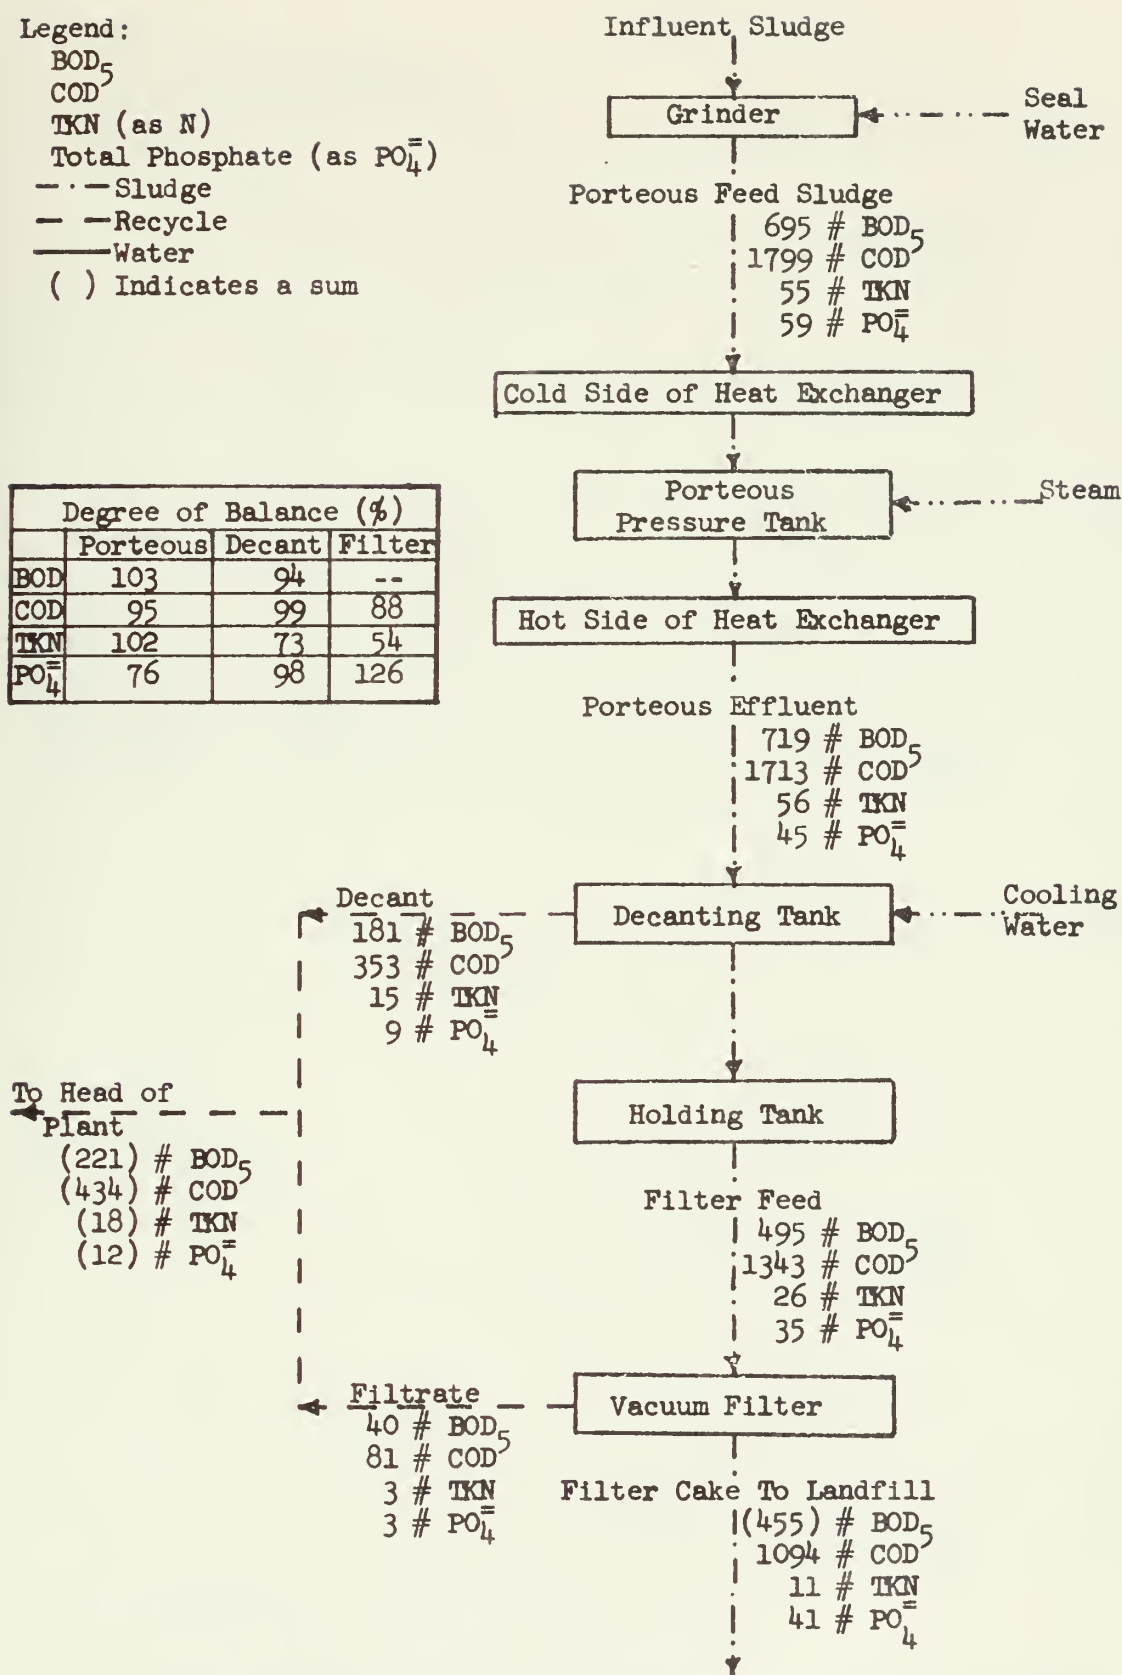 Legend:
BOD5
COD
TKN (as N)
Total Phosphate (as PO4=)
Sludge
Recycle
Water
( ) Indicates a sum
Influent Sludge
Grinder
Seal
Water
Porteous Feed Sludge
695 # BOD5
1799 # COD
55 # TKN
59 # PO4=
Cold Side of Heat Exchanger
Porteous
Pressure Tank
Steam
Degree of Balance (%)
Porteous Decant Filter
BOD 103 94 --
COD 95 99 88
TKN 102 73 54
PO4= 76 98 126
Hot Side of Heat Exchanger
Porteous Effluent
719 # BOD5
1713 # COD
56 # TKN
45 # PO4=
Decanting Tank
Cooling
Water
Decant
181 # BOD5
353 # COD
15 # TKN
9 # PO4=
To Head of
Plant
(221) # BOD5
(434) # COD
(18) # TKN
(12) # PO4=
Holding Tank
Filter Feed
495 # BOD5
1343 # COD
26 # TKN
35 # PO4=
Vacuum Filter
Filtrate
40 # BOD5
81 # COD
3 # TKN
3 # PO4=
Filter Cake To Landfill
(455) # BOD5
1094 # COD
11 # TKN
41 # PO4=